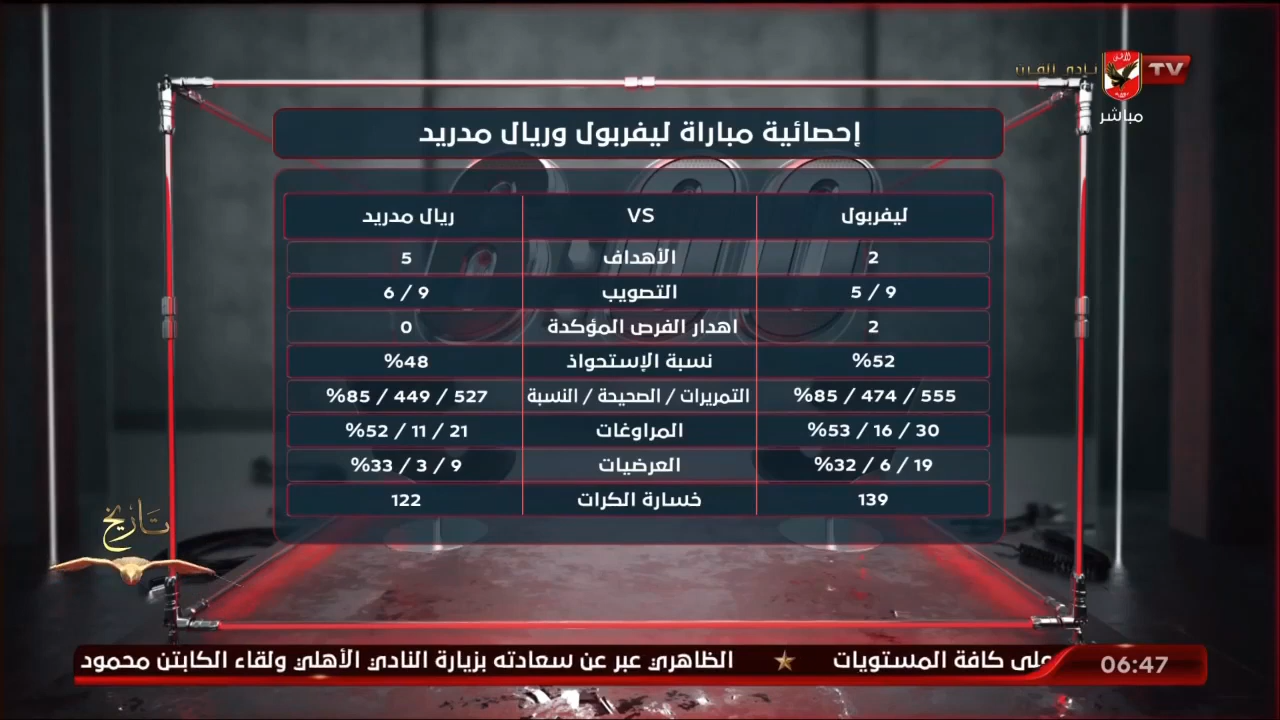 نادي القرن
TV
مباشر
إحصائية مباراة ليفربول وريال مدريد
ليفربول VS ريال مدريد
2 الأهداف 5
5 / 9 التصويب 6 / 9
2 اهدار الفرص المؤكدة 0
%52 نسبة الإستحواذ %48
%85 / 474 / 555 التمريرات / الصحيحة / النسبة %85 / 449 / 527
%53 / 16 / 30 المراوغات %52 / 11 / 21
%32 / 6 / 19 العرضيات %33 / 3 / 9
139 خسارة الكرات 122
تاريخ
06:47 على كافة المستويات ★ الظاهري عبر عن سعادته بزيارة النادي الأهلي ولقاء الكابتن محمود